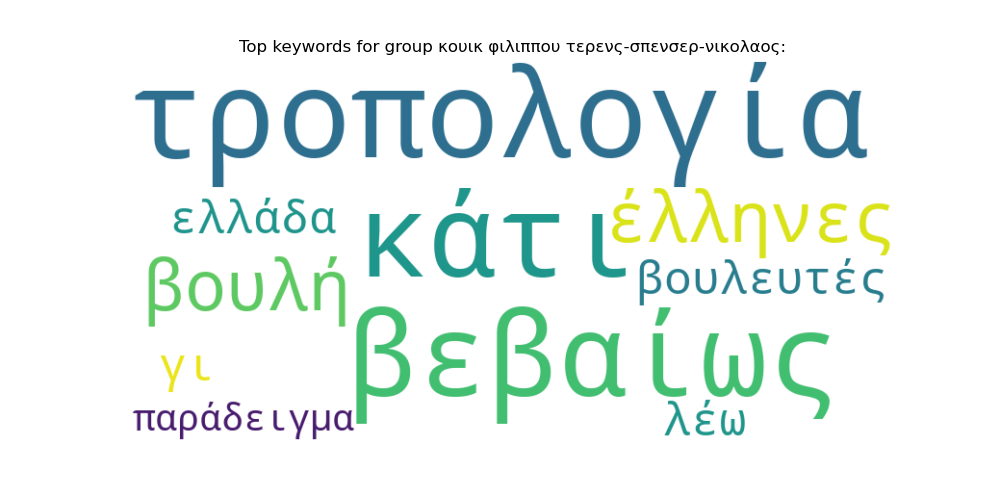 Top keywords for group κουικ φιλιππου τερενς-σπενσερ-νικολαος:
τροπολογία
ελλάδα
κάτι
έλληνες
βουλή
βουλευτές
βεβαίως
γι
παράδειγμα
λέω